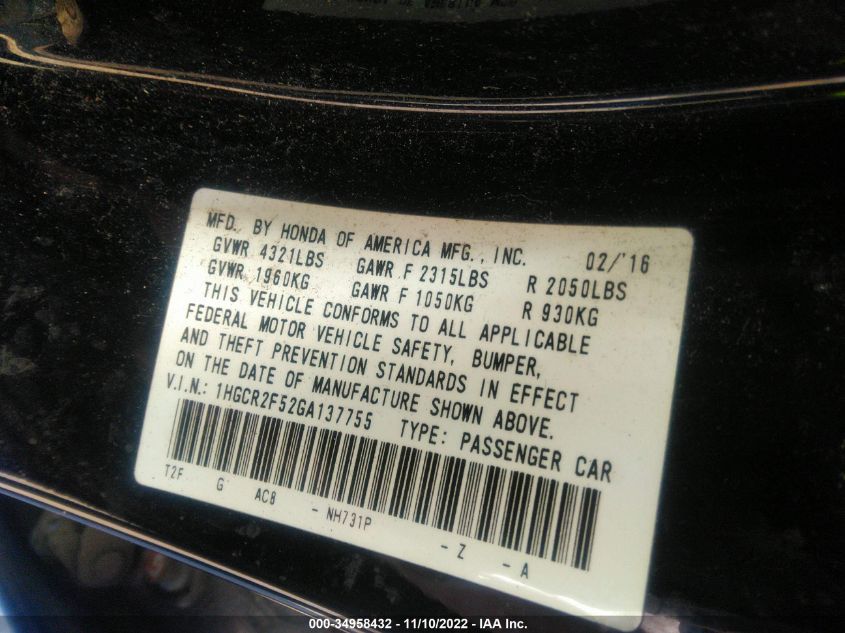 MFD. BY HONDA OF AMERICA MFG., INC. 02/'16
GVWR 4321LBS GAWR F 2315LBS R 2050LBS
GVWR 1960KG GAWR F 1050KG R 930KG
THIS VEHICLE CONFORMS TO ALL APPLICABLE
FEDERAL MOTOR VEHICLE SAFETY, BUMPER,
AND THEFT PREVENTION STANDARDS IN EFFECT
ON THE DATE OF MANUFACTURE SHOWN ABOVE.
V.I.N.: 1HGCR2F52GA137755 TYPE: PASSENGER CAR
T2F G AC8 - NH731P - Z - A
000-34958432 - 11/10/2022 - IAA Inc.